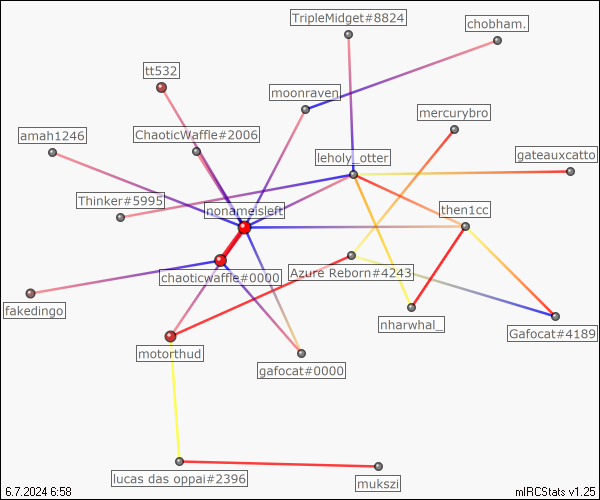 TripleMidget#8824
chobham.
tt532
moonraven
mercurybro
ChaoticWaffle#2006
amah1246
leholy_otter
gateauxcatto
Thinker#5995
nonameisleft
then1cc
chaoticwaffle#0000
Azure Reborn#4243
fakedingo
nharwhal_
Gafocat#4189
motorthud
gafocat#0000
lucas das oppai#2396
mukszi
6.7.2024 6:58
mIRCStats v1.25